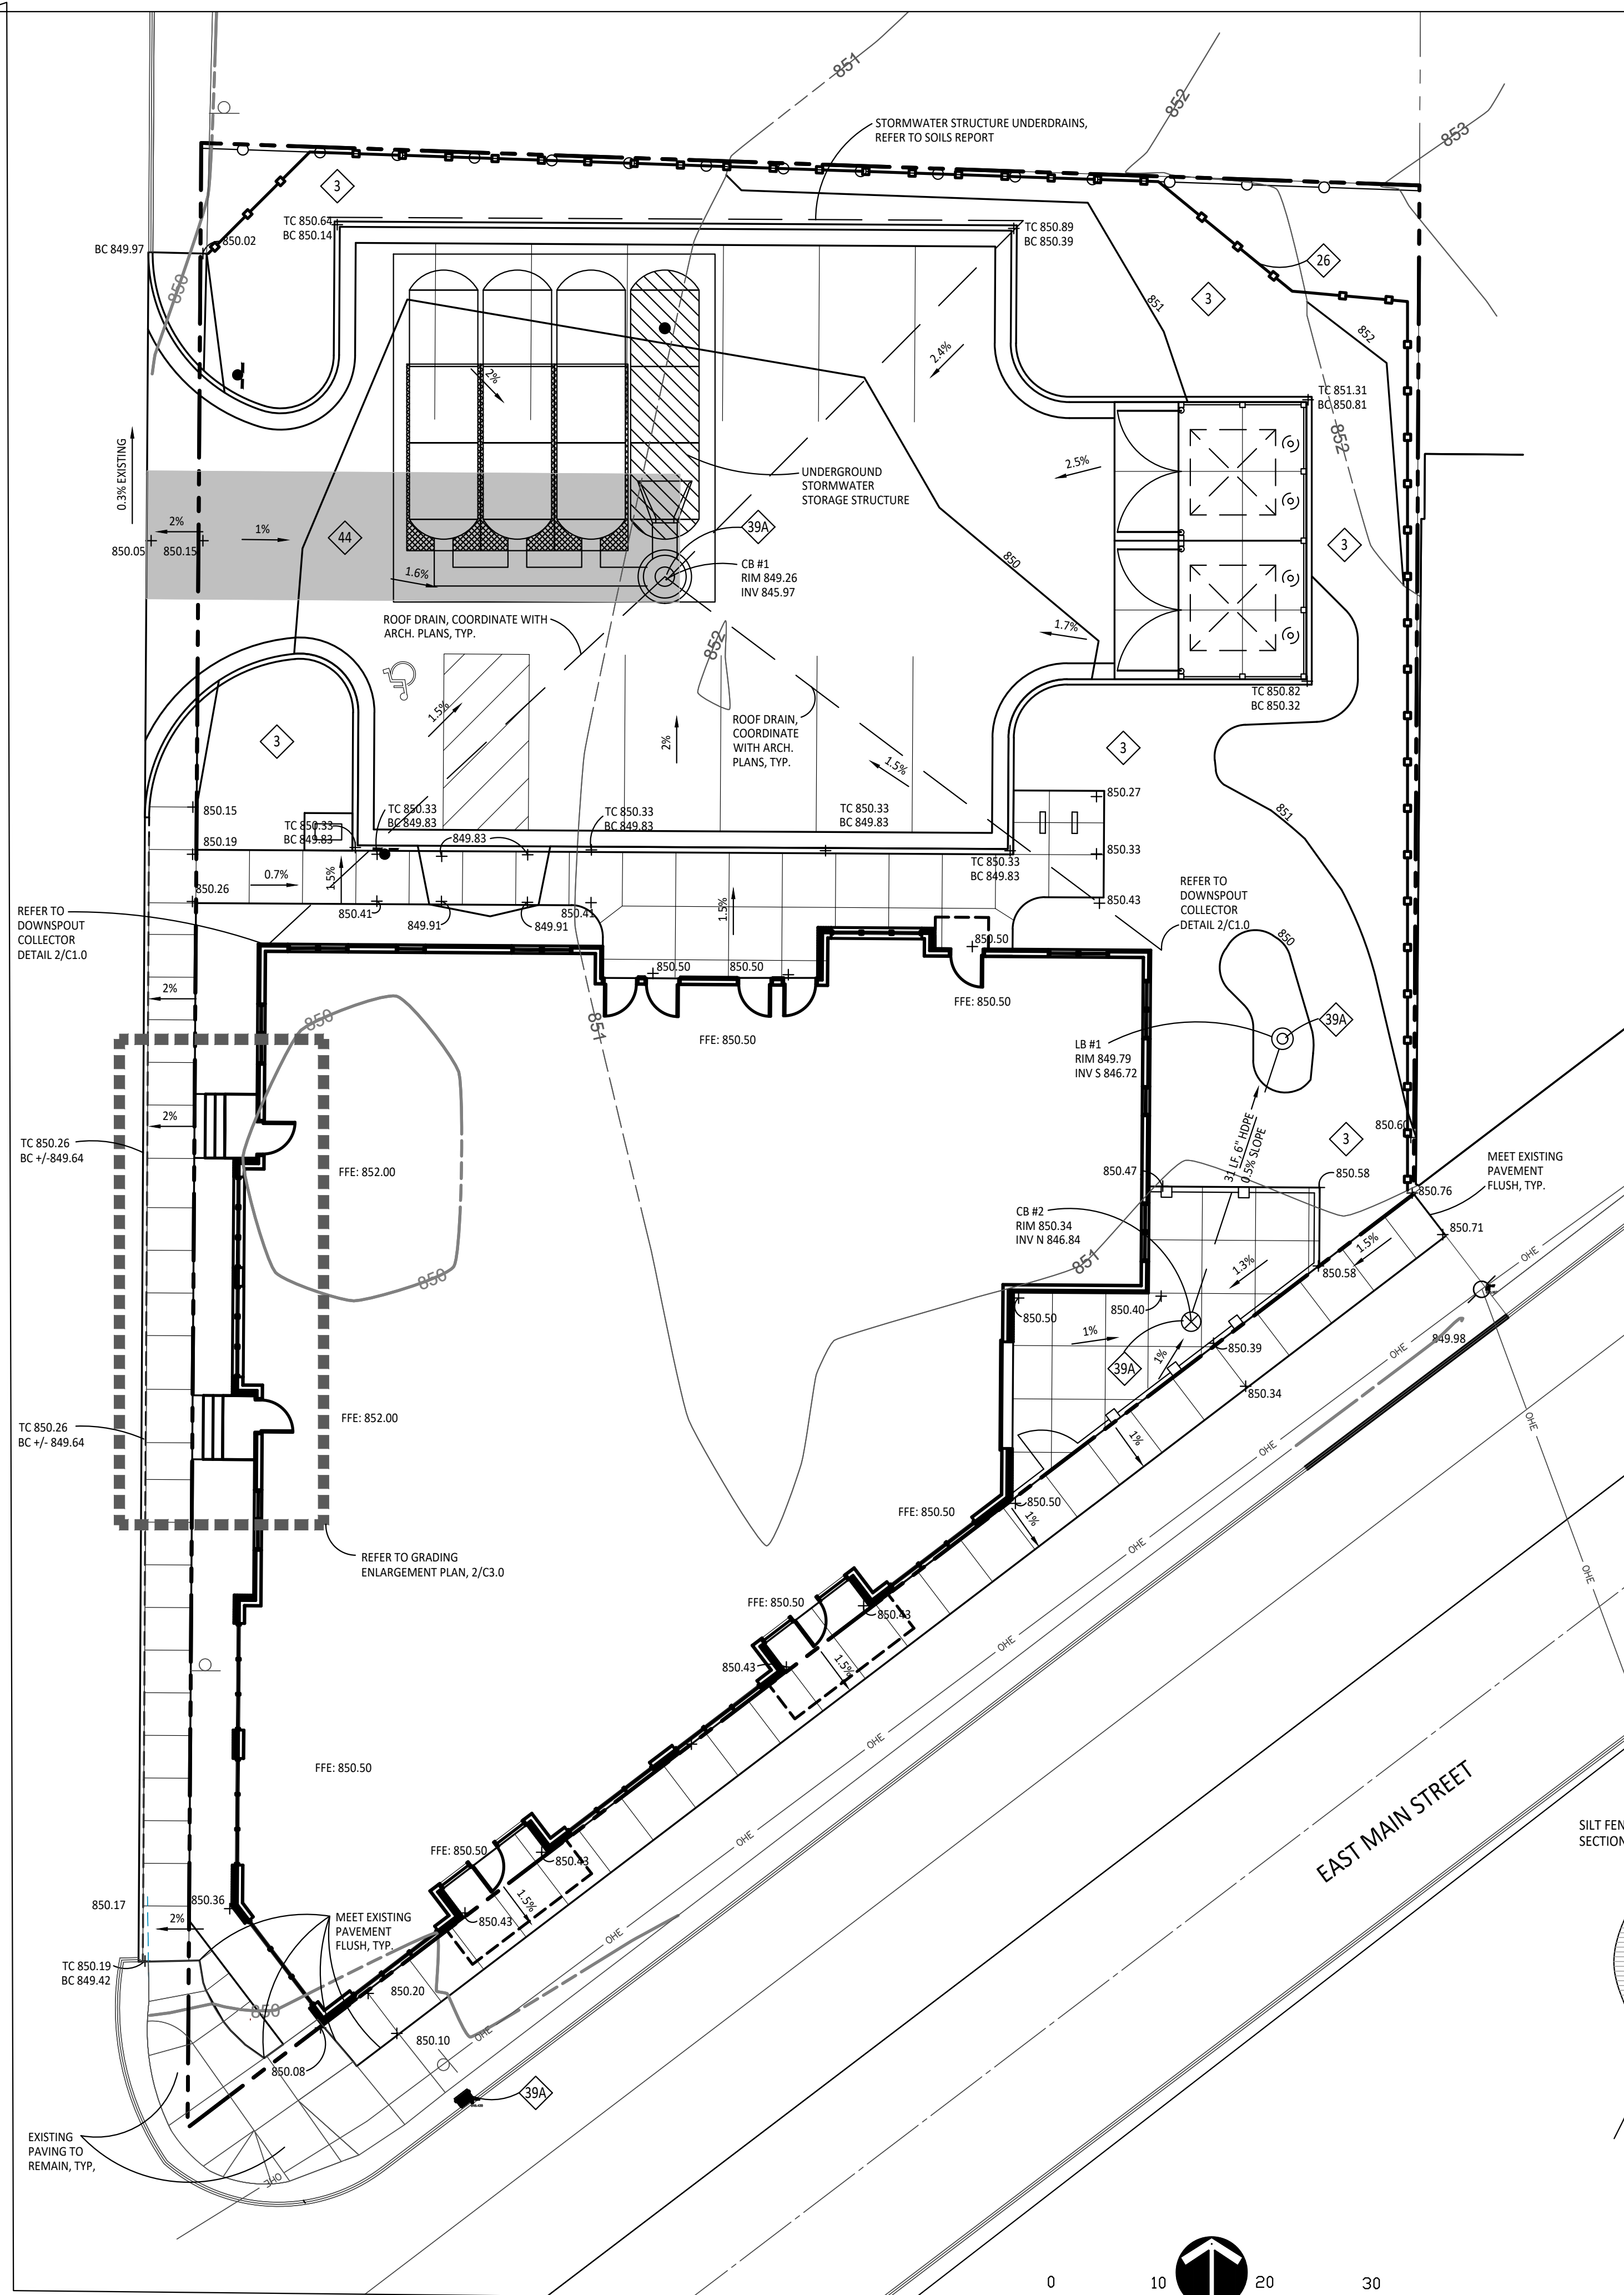 851
852
853
STORMWATER STRUCTURE UNDERDRAINS,
REFER TO SOILS REPORT
3
TC 850.64
BC 850.14
TC 850.89
BC 850.39
BC 849.97
850.02
850
26
3
851
852
2.4%
2%
TC 851.31
BC 850.81
852
0.3% EXISTING
2.5%
UNDERGROUND
STORMWATER
STORAGE STRUCTURE
2%
1%
44
39A
3
850.05
850.15
850
CB #1
RIM 849.26
INV 845.97
1.6%
ROOF DRAIN, COORDINATE WITH
ARCH. PLANS, TYP.
1.7%
852
TC 850.82
BC 850.32
1.5%
ROOF DRAIN,
COORDINATE
WITH ARCH.
PLANS, TYP.
2%
3
3
1.5%
850.27
850.15
TC 850.33
BC 849.83
TC 850.33
BC 849.83
TC 850.33
BC 849.83
851
850.19
TC 850.33
BC 849.83
849.83
850.33
TC 850.33
BC 849.83
0.7%
1.5%
850.26
REFER TO
DOWNSPOUT
COLLECTOR
DETAIL 2/C1.0
850.43
REFER TO
DOWNSPOUT
COLLECTOR
DETAIL 2/C1.0
850.41
849.91
849.91
850.41
1.5%
850.50
850
850.50
850.50
2%
FFE: 850.50
850
851
FFE: 850.50
39A
LB #1
RIM 849.79
INV S 846.72
2%
TC 850.26
BC +/-849.64
850.60
3
31 LF, 6" HDPE
0.5% SLOPE
MEET EXISTING
PAVEMENT
FLUSH, TYP.
FFE: 852.00
850.47
850.58
850.76
CB #2
RIM 850.34
INV N 846.84
850.71
850
851
1.3%
1.5%
OHE
850.58
850.40
850.50
1%
849.98
850.39
OHE
1%
39A
850.34
TC 850.26
BC +/- 849.64
FFE: 852.00
OHE
1%
OHE
FFE: 850.50
850.50
1%
REFER TO GRADING
ENLARGEMENT PLAN, 2/C3.0
OHE
OHE
FFE: 850.50
850.43
OHE
850.43
1.5%
OHE
FFE: 850.50
EAST MAIN STREET
SILT FEN
SECTION
OHE
FFE: 850.50
850.43
850.17
850.36
1.5%
850.43
2%
MEET EXISTING
PAVEMENT
FLUSH, TYP.
OHE
TC 850.19
BC 849.42
850.20
850
OHE
850.10
850.08
39A
EXISTING
PAVING TO
REMAIN, TYP,
OHE
0 10 20 30